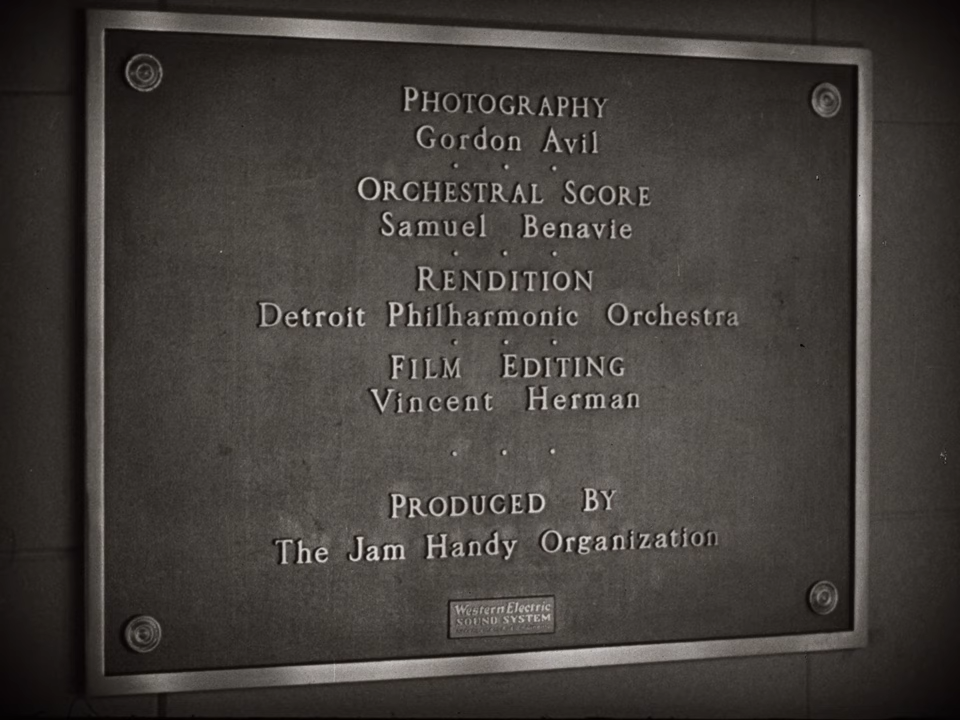 PHOTOGRAPHY
Gordon Avil
ORCHESTRAL SCORE
Samuel Benavie
RENDITION
Detroit Philharmonic Orchestra
FILM EDITING
Vincent Herman
PRODUCED BY
The Jam Handy Organization
Western Electric
SOUND SYSTEM